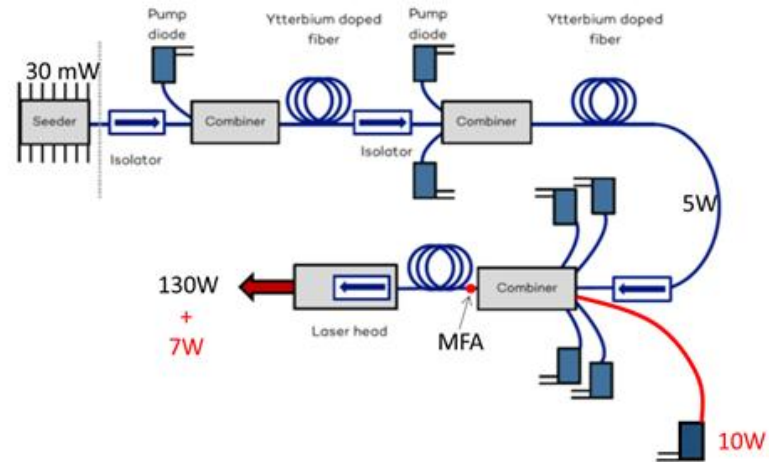 Pump
diode
Ytterbium doped
fiber
Pump
diode
Ytterbium doped
fiber
30 mW
Seeder
Combiner
Combiner
Isolator
Isolator
5W
130W
+
7W
Combiner
Laser head
MFA
10W